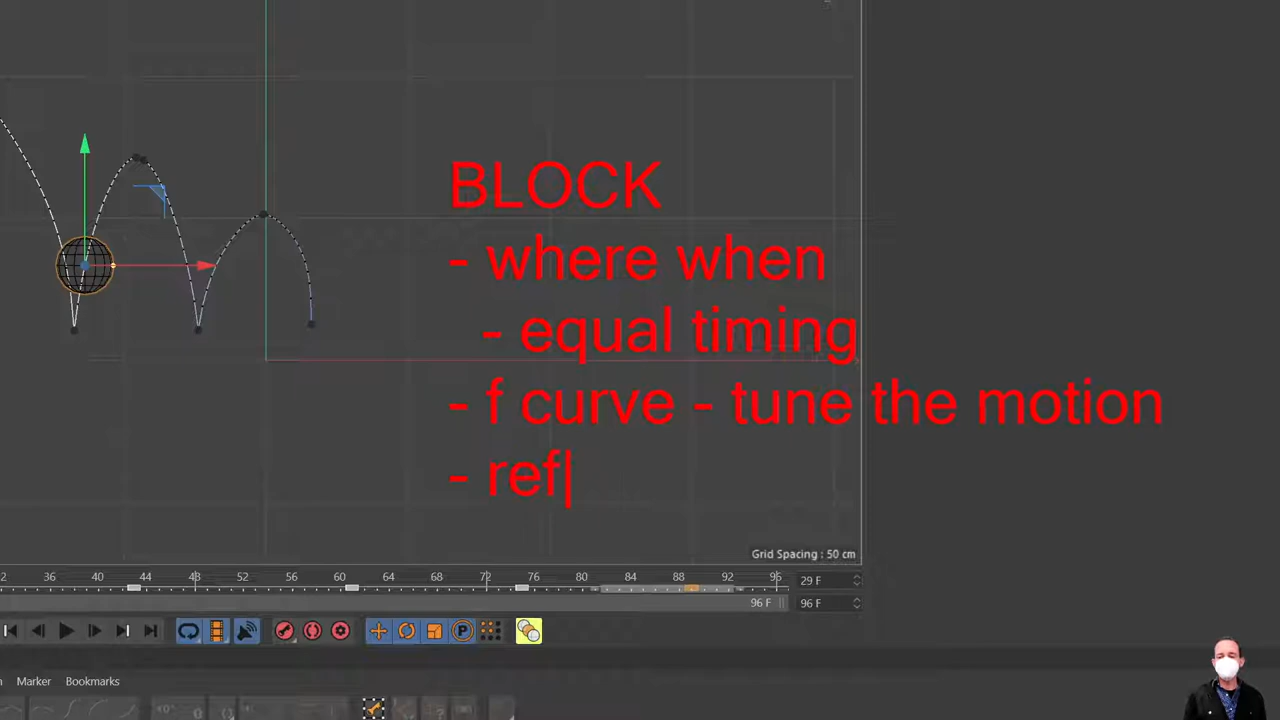 BLOCK
- where when
- equal timing
- f curve - tune the motion
- ref
Grid Spacing : 50 cm
36 40 44 48 52 56 60 64 68 72 76 80 84 88 92 96 29 F
96 F 96 F
P
Marker Bookmarks